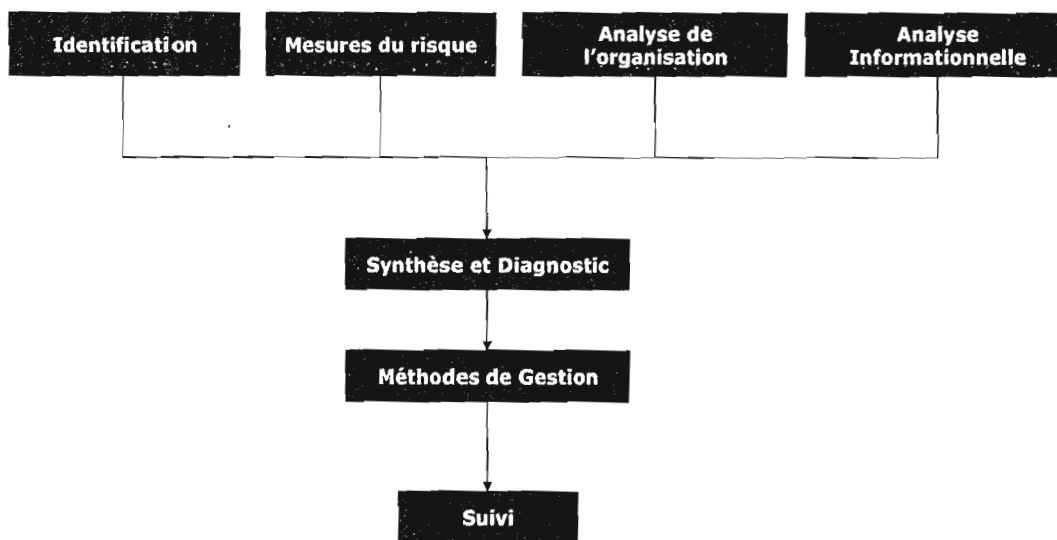 Identification
Mesures du risque
Analyse de
l'organisation
Analyse
Informationnelle
Synthèse et Diagnostic
Méthodes de Gestion
Suivi